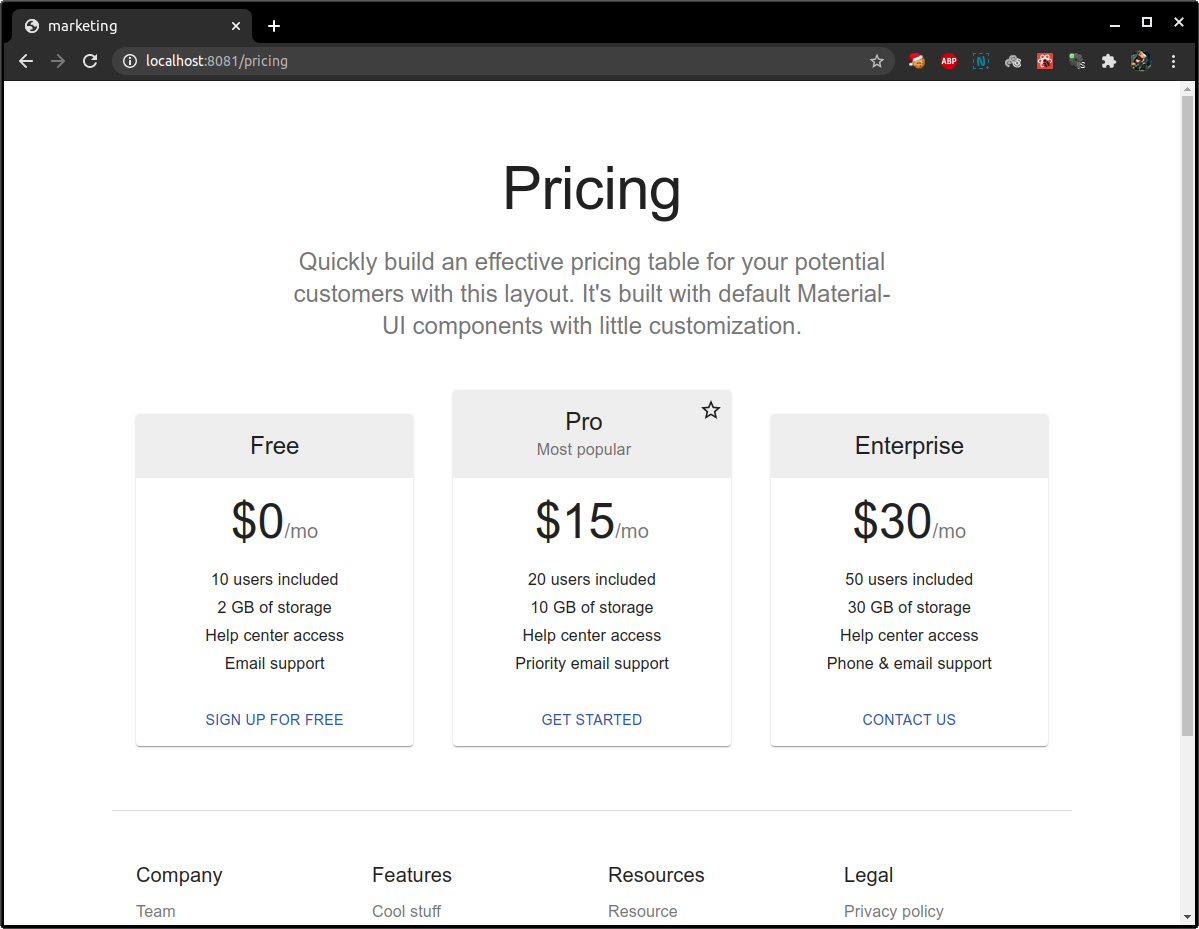 marketing
localhost:8081/pricing
ABP
N
Pricing
Quickly build an effective pricing table for your potential
customers with this layout. It's built with default Material-
UI components with little customization.
Free
Pro
Most popular
Enterprise
$0/mo
$15/mo
$30/mo
10 users included
20 users included
50 users included
2 GB of storage
10 GB of storage
30 GB of storage
Help center access
Help center access
Help center access
Email support
Priority email support
Phone & email support
SIGN UP FOR FREE
GET STARTED
CONTACT US
Company
Features
Resources
Legal
Team
Cool stuff
Resource
Privacy policy